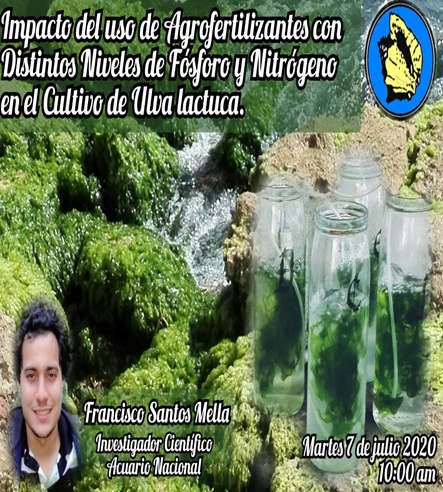 Impacto del uso de Agrofertilizantes con
Distintos Niveles de Fósforo y Nitrógeno
en el Cultivo de Ulva lactuca.
Francisco Santos Mella
Investigador Científico
Acuario Nacional
Martes 7 de julio 2020
10:00 am